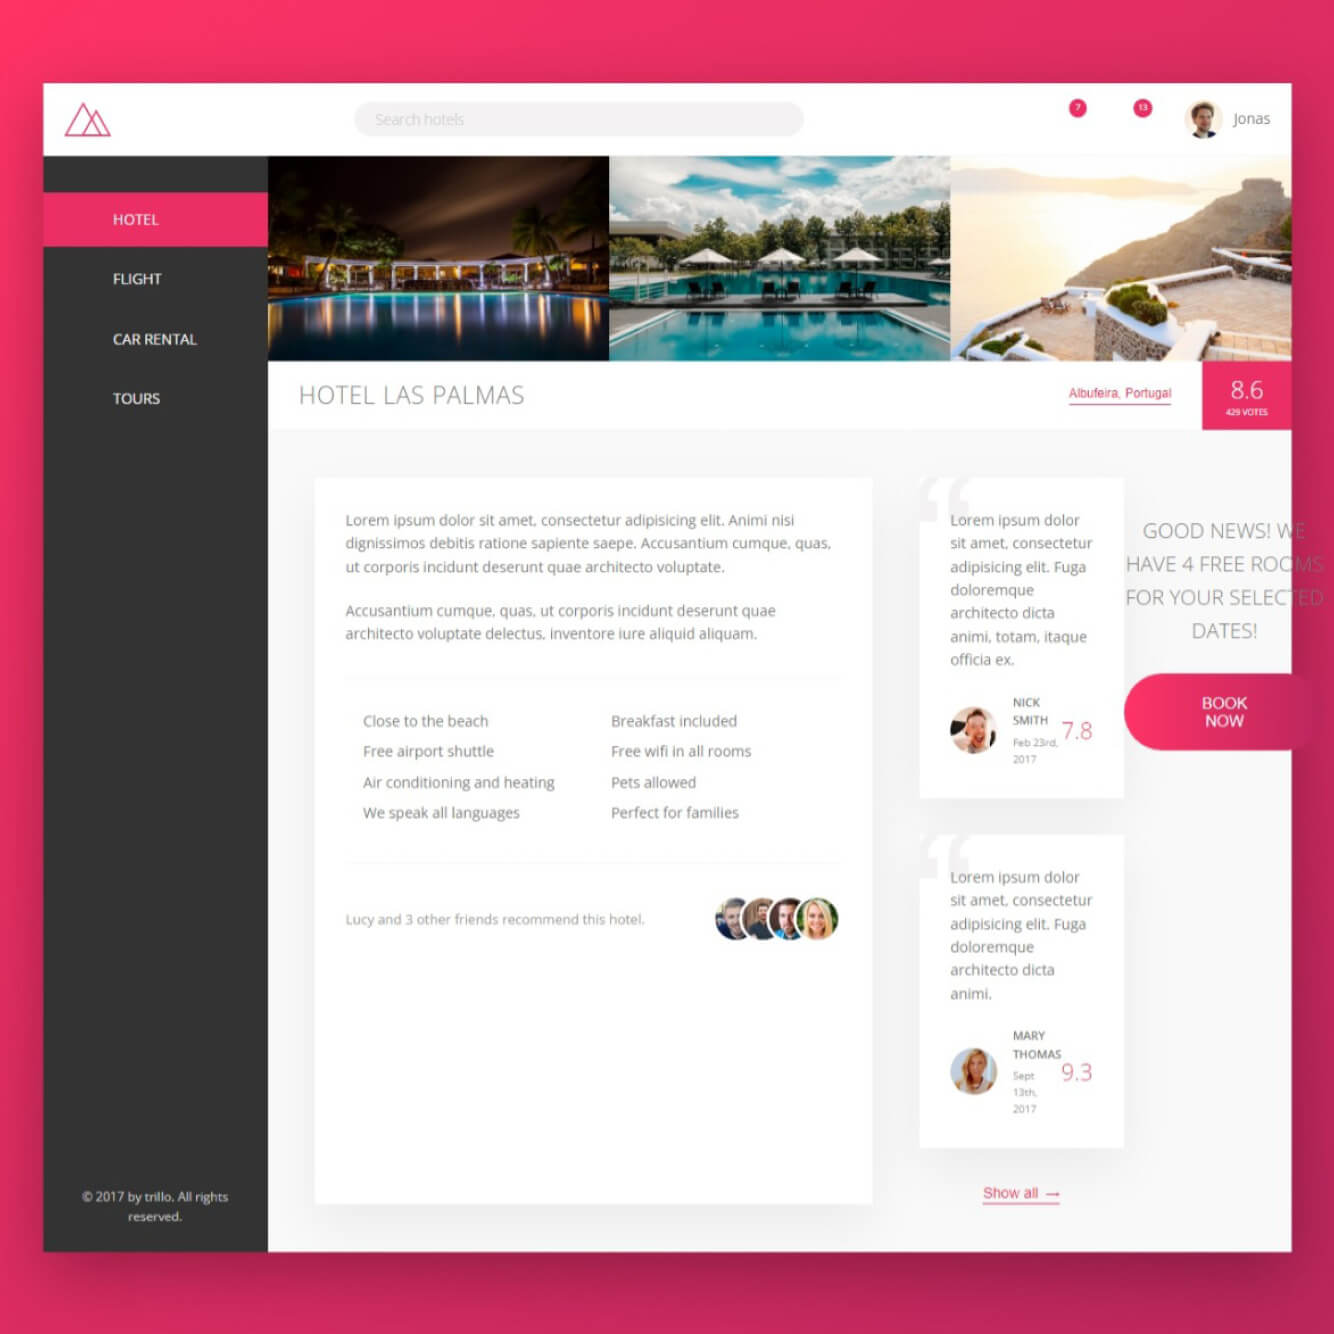 Search hotels
7
13
Jonas
HOTEL
FLIGHT
CAR RENTAL
TOURS
© 2017 by trillo. All rights
reserved.
HOTEL LAS PALMAS
Albufeira, Portugal
8.6
429 VOTES
Lorem ipsum dolor sit amet, consectetur adipisicing elit. Animi nisi
dignissimos debitis ratione sapiente saepe. Accusantium cumque, quas,
ut corporis incidunt deserunt quae architecto voluptate.
Accusantium cumque, quas, ut corporis incidunt deserunt quae
architecto voluptate delectus, inventore iure aliquid aliquam.
Close to the beach
Breakfast included
Free airport shuttle
Free wifi in all rooms
Air conditioning and heating
Pets allowed
We speak all languages
Perfect for families
Lucy and 3 other friends recommend this hotel.
“
Lorem ipsum dolor
sit amet, consectetur
adipisicing elit. Fuga
doloremque
architecto dicta
animi, totam, itaque
officia ex.
NICK
SMITH
Feb 23rd,
2017
7.8
“
Lorem ipsum dolor
sit amet, consectetur
adipisicing elit. Fuga
doloremque
architecto dicta
animi.
MARY
THOMAS
Sept
13th,
2017
9.3
Show all →
GOOD NEWS! WE
HAVE 4 FREE ROOMS
FOR YOUR SELECTED
DATES!
BOOK
NOW